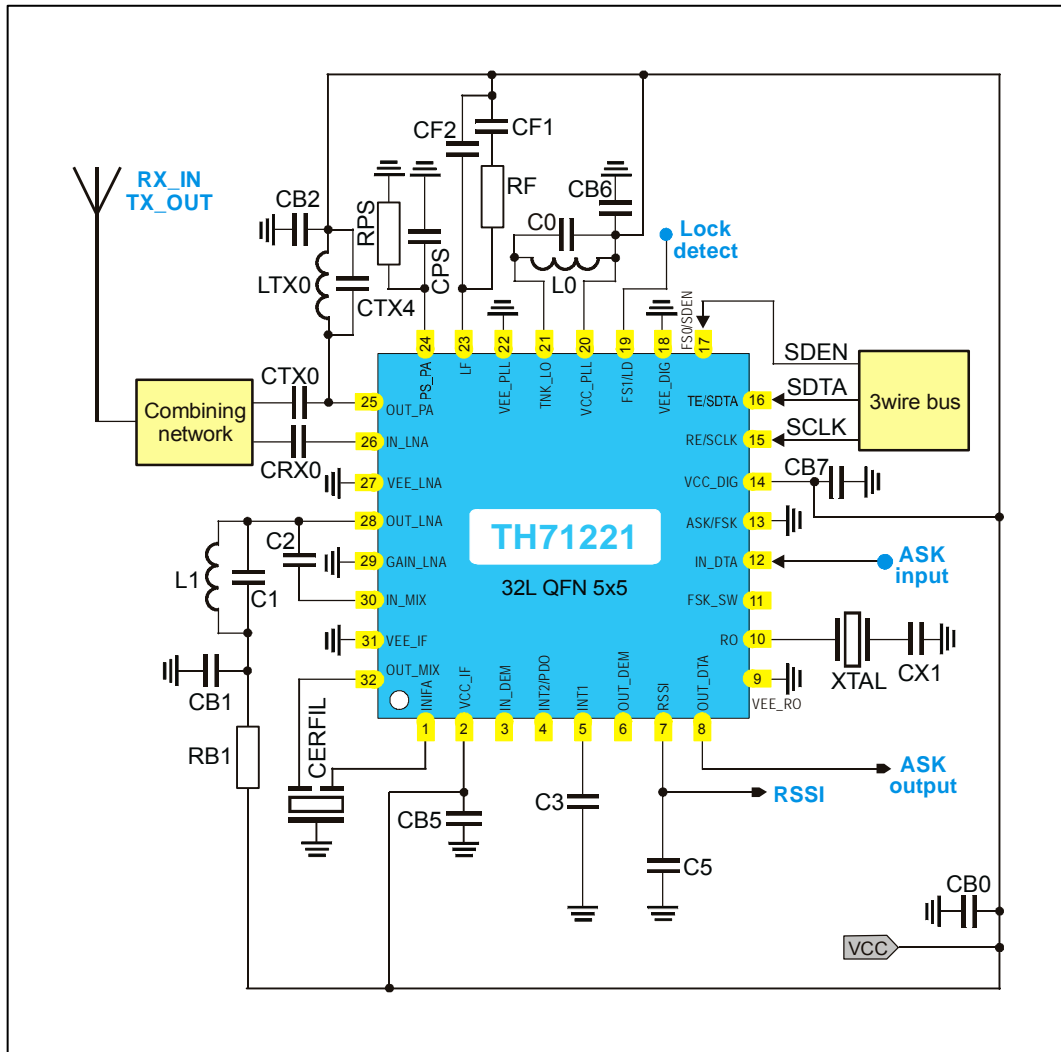 CF2
CF1
RX_IN
TX_OUT
CB2
RPS
CPS
RF
CB6
C0
L0
Lock
detect
LTX0
CTX4
FS0/SDEN
SDEN
24
23
22
21
20
19
18
17
PS_PA
LF
VEE_PLL
TNK_LO
VCC_PLL
FS1/LD
VEE_DIG
Combining
network
CTX0
CRX0
25
OUT_PA
26
IN_LNA
27
VEE_LNA
28
OUT_LNA
29
GAIN_LNA
30
IN_MIX
31
VEE_IF
OUT_MIX
32
TE/SDTA
16
SDTA
3wire bus
RE/SCLK
15
SCLK
VCC_DIG
14
CB7
ASK/FSK
13
IN_DTA
12
ASK
input
FSK_SW
11
RO
10
XTAL
CX1
9
VEE_RO
TH71221
32L QFN 5x5
L1
C1
C2
CB1
RB1
CERFIL
INIFA
VCC_IF
IN_DEM
INT2/PDO
INT1
OUT_DEM
RSSI
OUT_DTA
1
2
3
4
5
6
7
8
CB5
C3
C5
RSSI
ASK
output
CB0
VCC